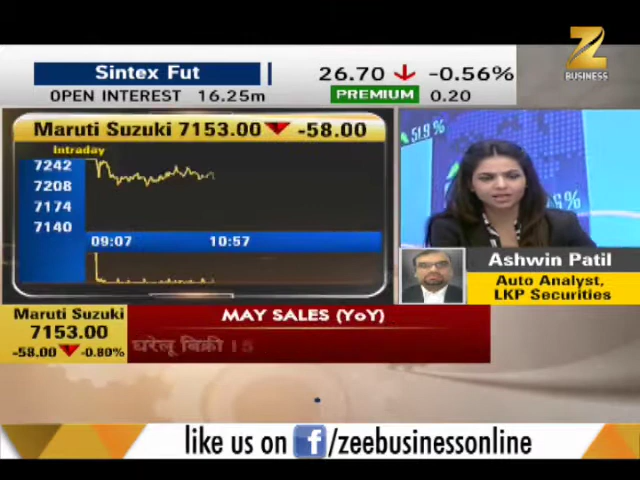 Z
BUSINESS
Sintex Fut
26.70 -0.56%
OPEN INTEREST 16.25m
PREMIUM 0.20
Maruti Suzuki 7153.00 -58.00
Intraday
7242
7208
7174
7140
09:07 10:57
51.9 %
Ashwin Patil
Auto Analyst,
LKP Securities
Maruti Suzuki
7153.00
-58.00 -0.80%
MAY SALES (YoY)
घरेलू बिक्री
like us on f /zeebusinessonline